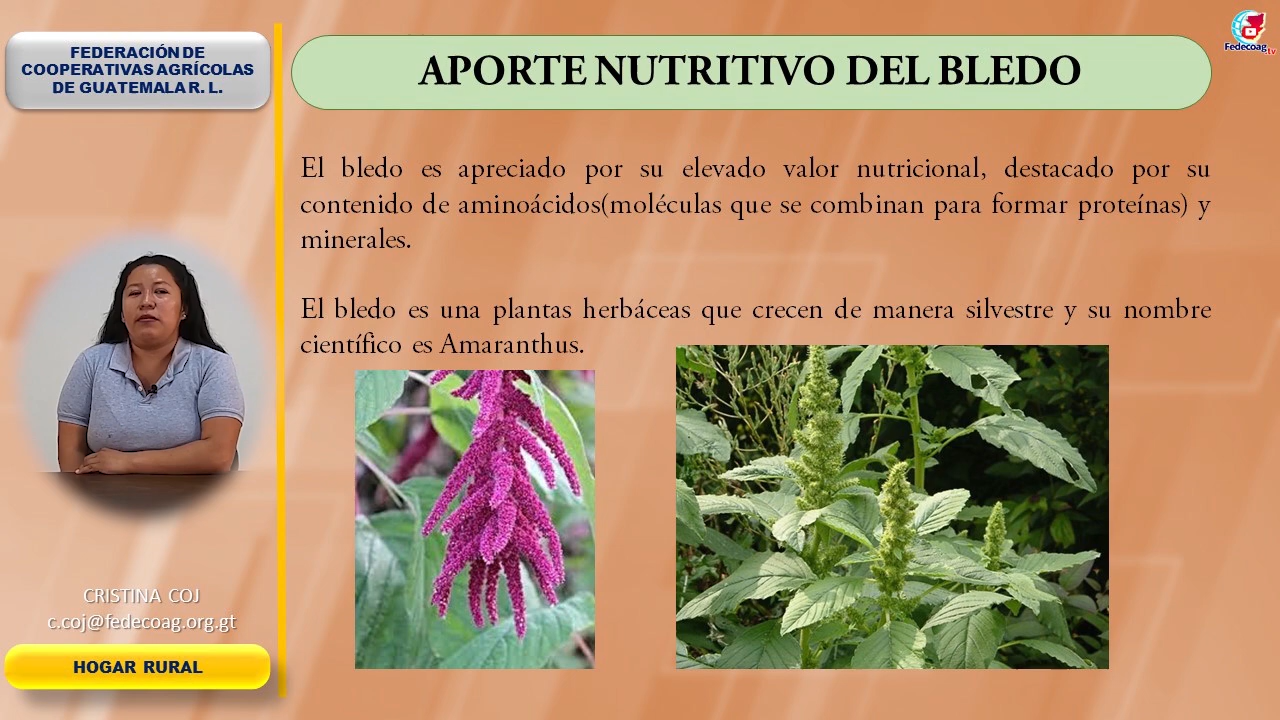 FEDERACIÓN DE
COOPERATIVAS AGRÍCOLAS
DE GUATEMALA R. L.
APORTE NUTRITIVO DEL BLEDO
Fedecoag tv
El bledo es apreciado por su elevado valor nutricional, destacado por su
contenido de aminoácidos(moléculas que se combinan para formar proteínas) y
minerales.
El bledo es una plantas herbáceas que crecen de manera silvestre y su nombre
científico es Amaranthus.
CRISTINA COJ
c.coj@fedecoag.org.gt
HOGAR RURAL